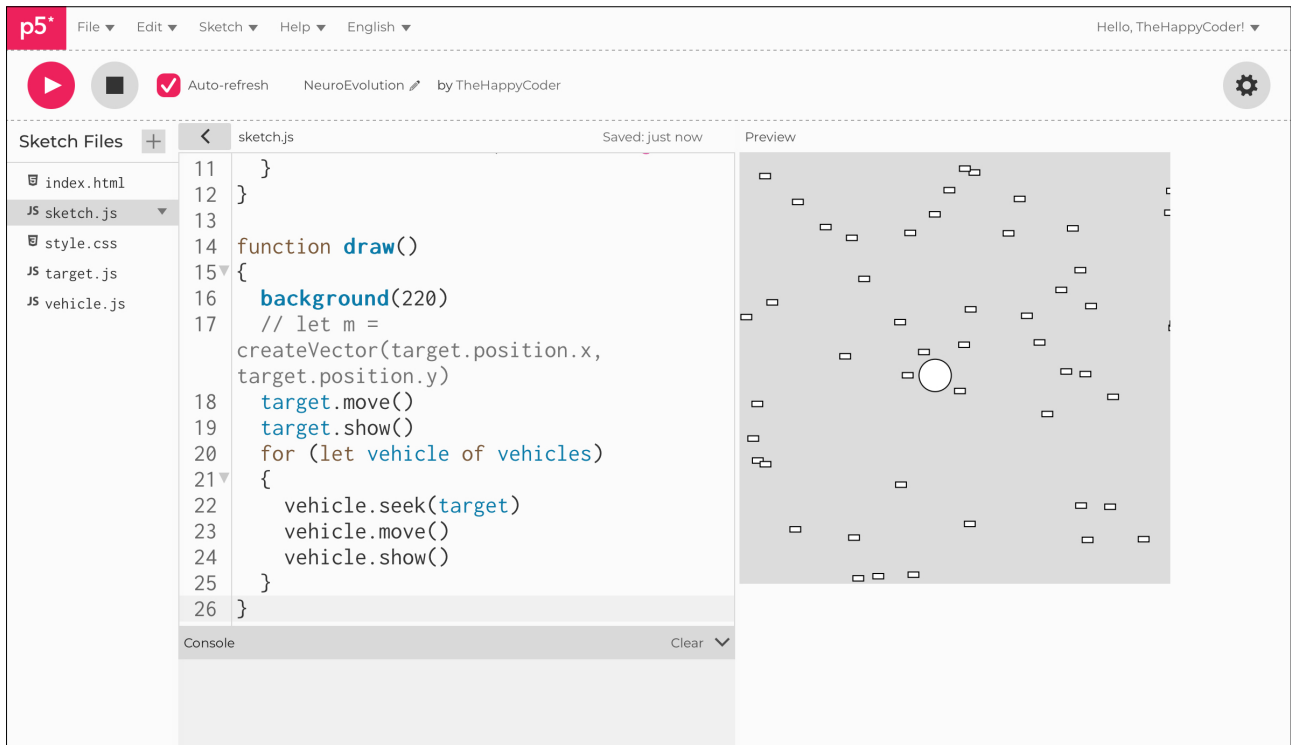 p5*
File Edit Sketch Help English Hello, TheHappyCoder!
Auto-refresh NeuroEvolution by TheHappyCoder
Sketch Files + sketch.js Saved: just now Preview
index.html
JS sketch.js
style.css
JS target.js
JS vehicle.js
11     }
12 }
13
14 function draw()
15 {
16   background(220)
17   // let m =
createVector(target.position.x,
target.position.y)
18   target.move()
19   target.show()
20   for (let vehicle of vehicles)
21   {
22     vehicle.seek(target)
23     vehicle.move()
24     vehicle.show()
25   }
26 }
Console Clear